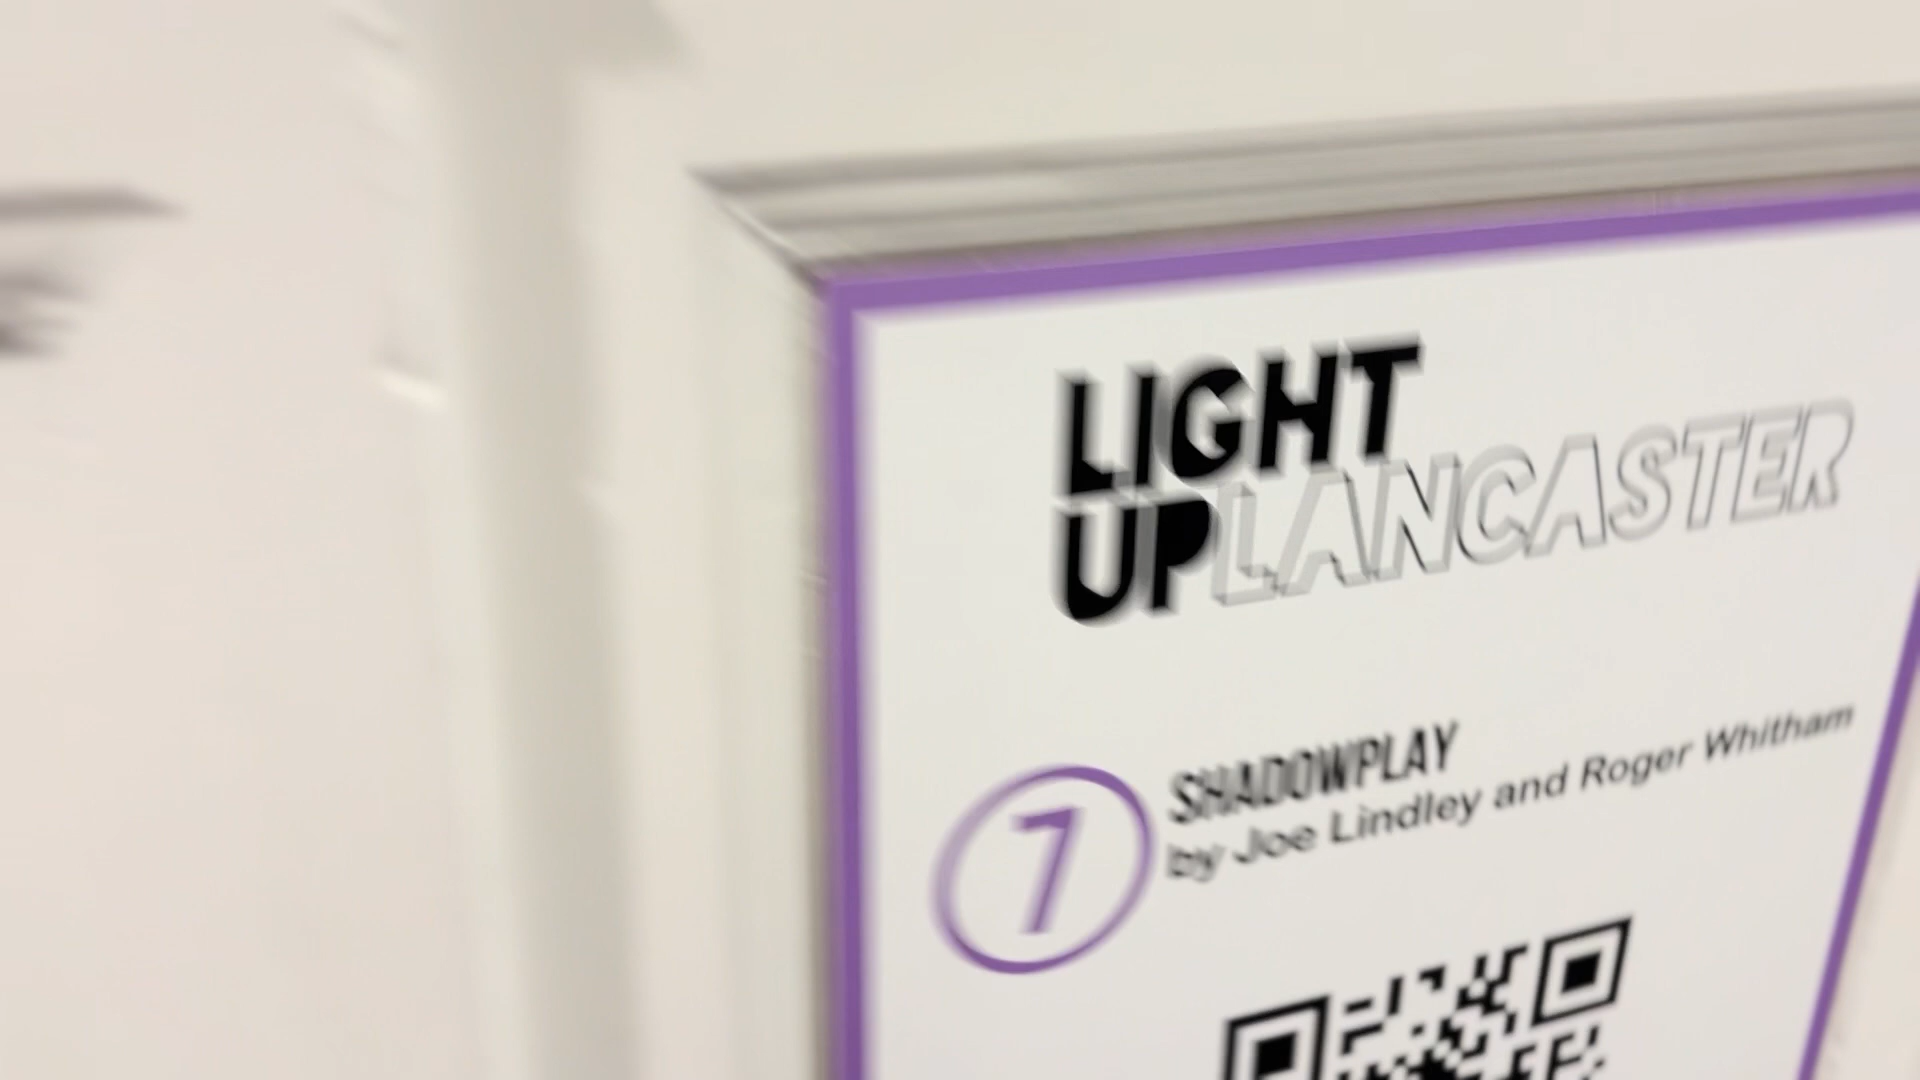 LIGHT
UPLANCASTER
7
SHADOWPLAY
by Joe Lindley and Roger Whitham